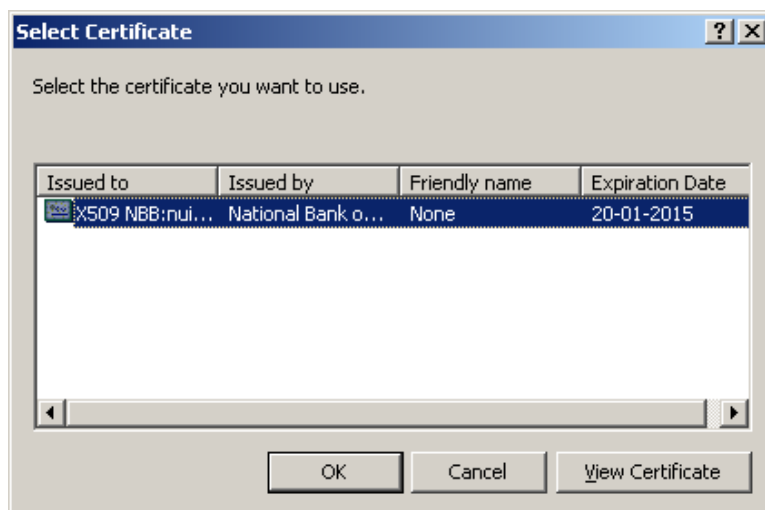 Select Certificate
Select the certificate you want to use.
Issued to Issued by Friendly name Expiration Date
X509 NBB:nui... National Bank o... None 20-01-2015
OK Cancel View Certificate